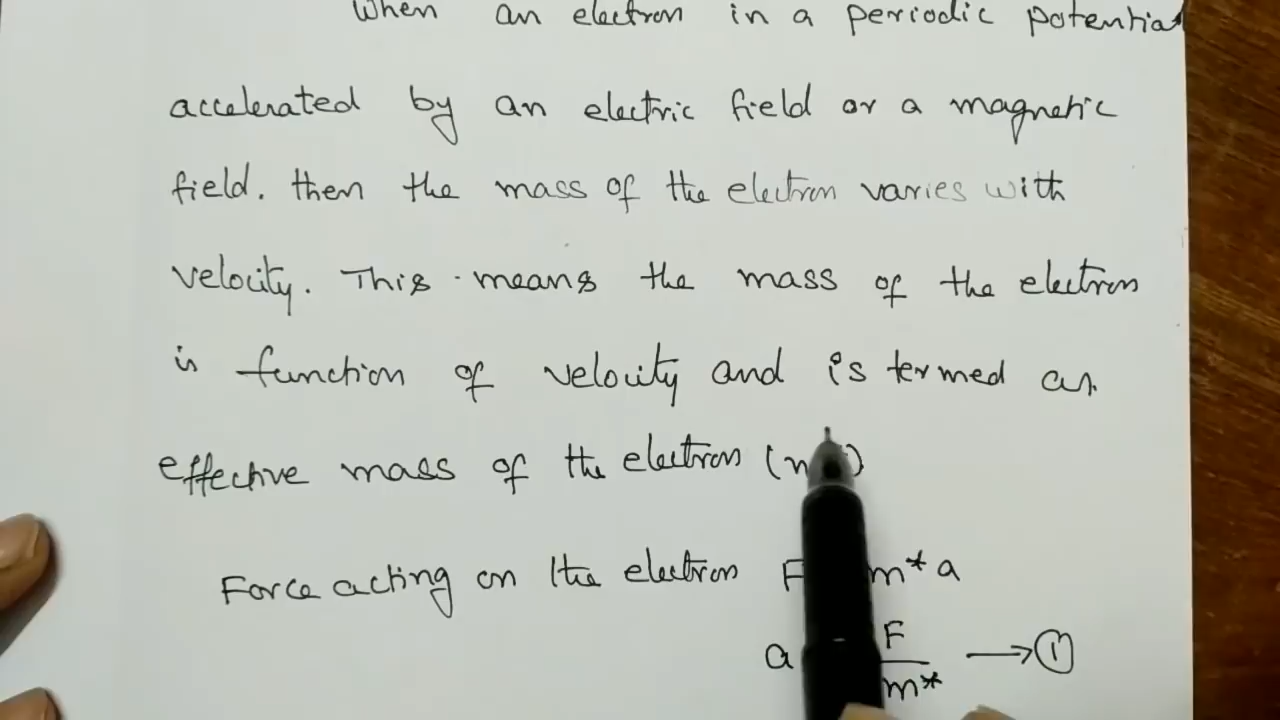 When an electron in a periodic potential
accelerated by an electric field or a magnetic
field. then the mass of the electron varies with
velocity. This means the mass of the electron
is function of velocity and is termed as
effective mass of the electron (m )
Force acting on the electron F m* a
a F
m* → ①